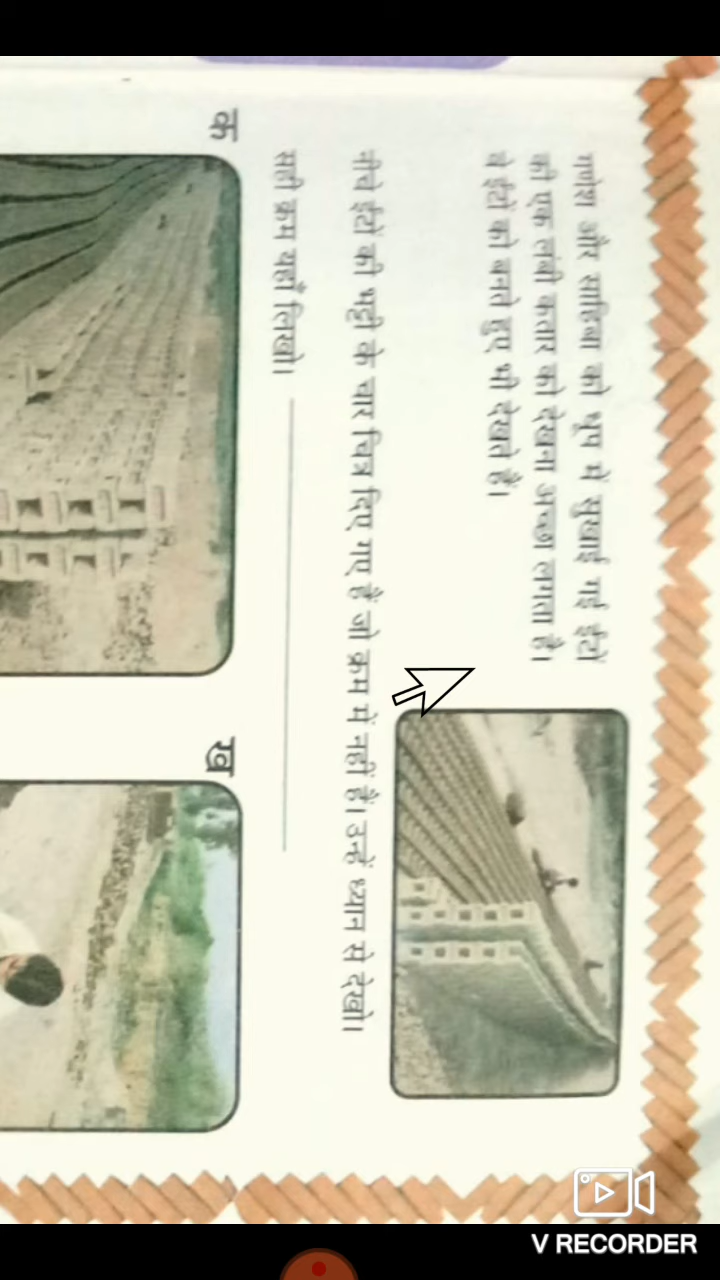 गणेश और साहिबा को धूप में सुखाई गई ईंटों
की एक लंबी कतार को देखना अच्छा लगता है।
वे ईंटों को बनते हुए भी देखते हैं।
नीचे ईंटों की भट्टी के चार चित्र दिए गए हैं जो क्रम में नहीं हैं। उन्हें ध्यान से देखो।
सही क्रम यहाँ लिखो।
क
ख
V RECORDER